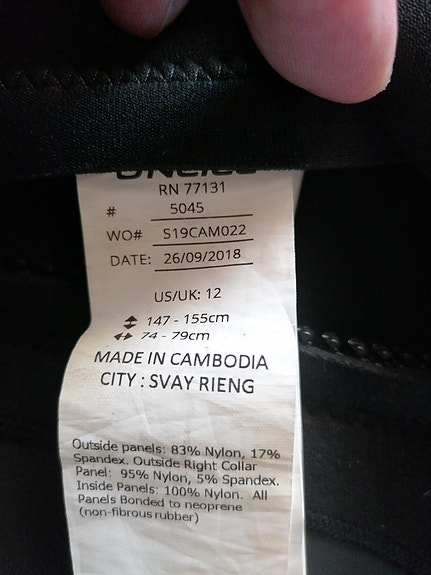 RN 77131
# 5045
WO# S19CAM022
DATE: 26/09/2018
US/UK: 12
147 - 155cm
74 - 79cm
MADE IN CAMBODIA
CITY : SVAY RIENG
Outside panels: 83% Nylon, 17%
Spandex. Outside Right Collar
Panel: 95% Nylon, 5% Spandex.
Inside Panels: 100% Nylon. All
Panels Bonded to neoprene
(non-fibrous rubber)